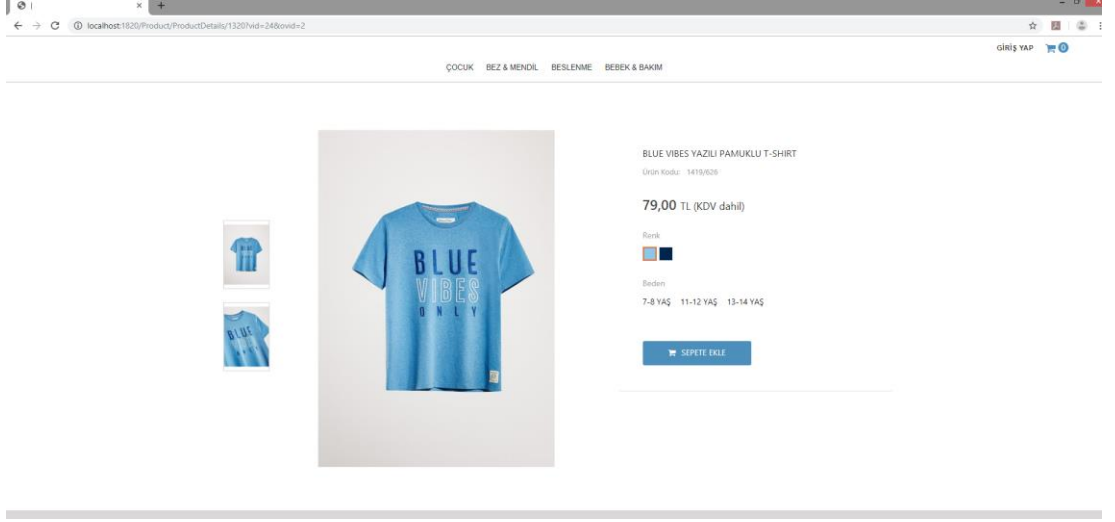 localhost:1820/Product/ProductDetails/1320?vid=24&ovid=2
GİRİŞ YAP 0
ÇOCUK BEZ & MENDİL BESLENME BEBEK & BAKIM
BLUE VIBES YAZILI PAMUKLU T-SHIRT
Ürün Kodu: 1419/626
79,00 TL (KDV dahil)
Renk
Beden
7-8 YAŞ 11-12 YAŞ 13-14 YAŞ
SEPETE EKLE
BLUE
VIBES
ONLY
BLUE